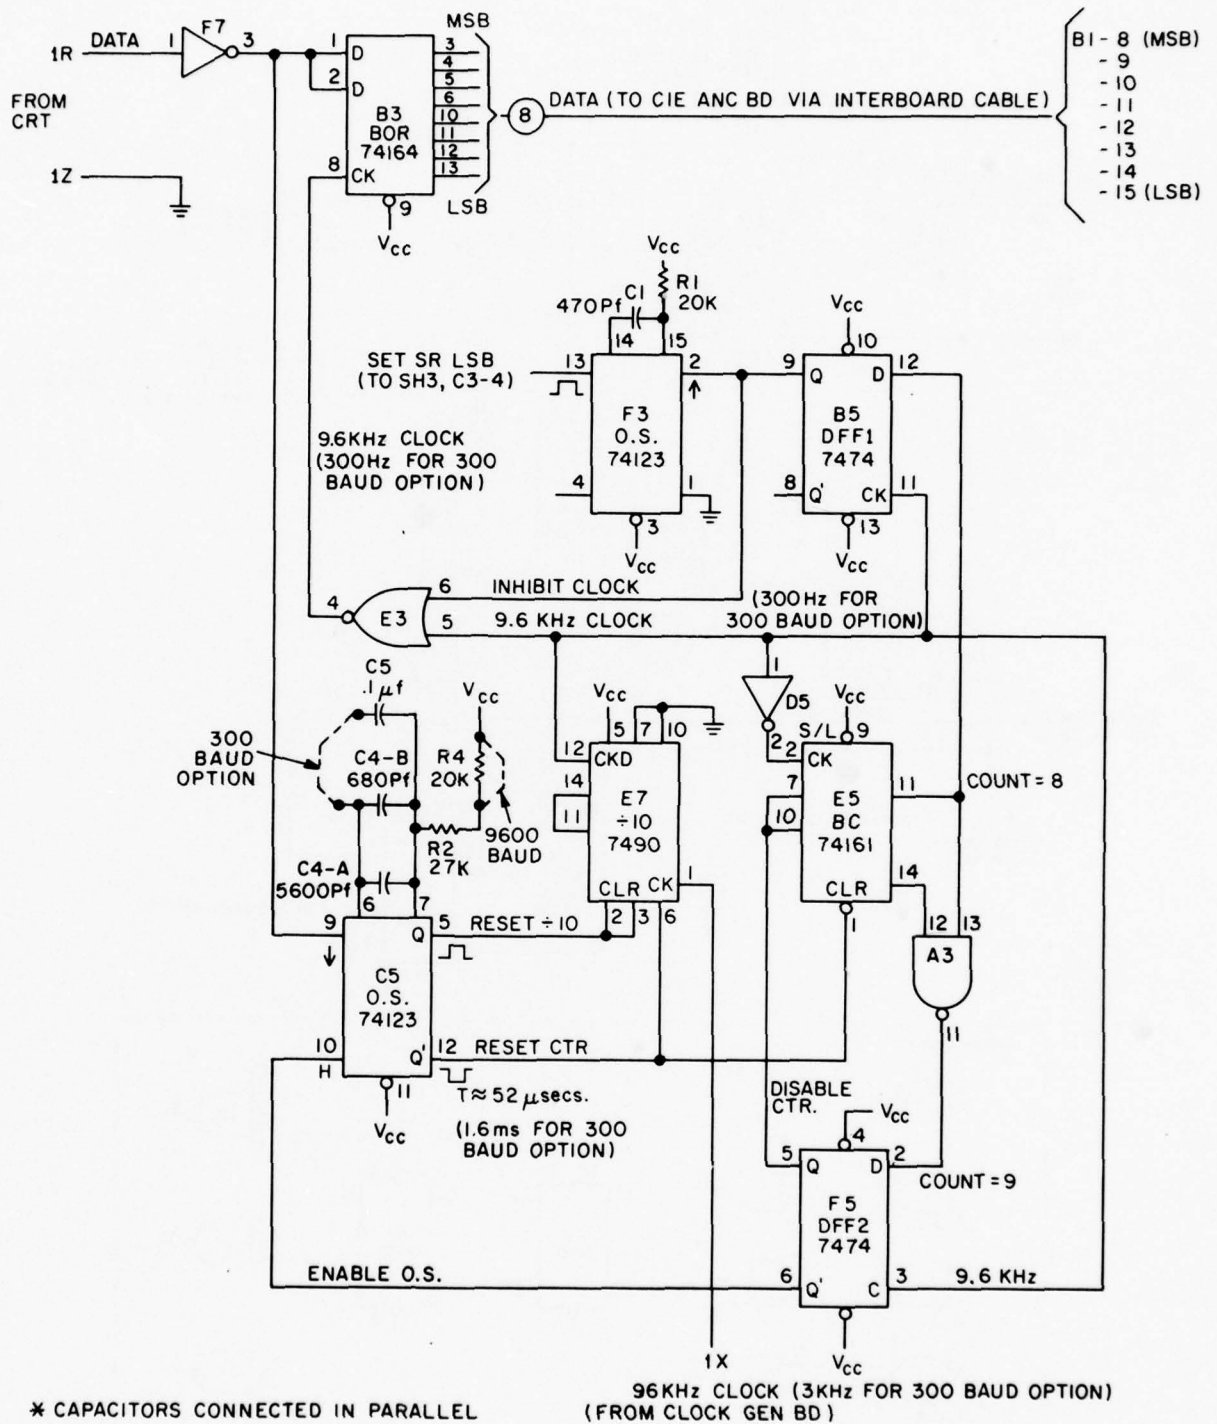 F7
1R DATA 1 3
FROM
CRT
1Z
MSB
1 D 3
2 D 4
5
6
B3 10
BOR 11
74164 12
8 CK 13
9
LSB
Vcc
8 DATA (TO CIE ANC BD VIA INTERBOARD CABLE)
B1 - 8 (MSB)
- 9
- 10
- 11
- 12
- 13
- 14
- 15 (LSB)
Vcc
R1
20K
C1
470Pf
14 15
SET SR LSB 13 2
(TO SH3, C3-4)
F3
O.S.
74123
4 1
3
Vcc
Vcc
10
9 Q D 12
B5
DFF1
7474
8 Q' CK 11
13
Vcc
9.6KHz CLOCK
(300Hz FOR 300
BAUD OPTION)
4 E3 6 INHIBIT CLOCK
5 9.6 KHz CLOCK
(300Hz FOR
300 BAUD OPTION)
C5
.1 μf
300
BAUD
OPTION
C4-B
680Pf
C4-A
5600Pf
Vcc
R4
20K
R2
27K
9600
BAUD
6 7
9 Q 5 RESET ÷10
C5
O.S.
74123
10 Q' 12 RESET CTR
H
11
Vcc
T≈52 μsecs.
(1.6ms FOR 300
BAUD OPTION)
Vcc
5 7 10
12 CKD
14
11
E7
÷10
7490
CLR CK 1
2 3 6
1
D5
2
Vcc
S/L 9
2 CK
7
10
E5
BC
74161
CLR
1
11 COUNT = 8
14
12 13
A3
11
DISABLE
CTR.
Vcc
4
5 Q D 2
COUNT = 9
F5
DFF2
7474
ENABLE O.S. 6 Q' C 3 9.6 KHz
Vcc
1X
96KHz CLOCK (3KHz FOR 300 BAUD OPTION)
(FROM CLOCK GEN BD)
* CAPACITORS CONNECTED IN PARALLEL